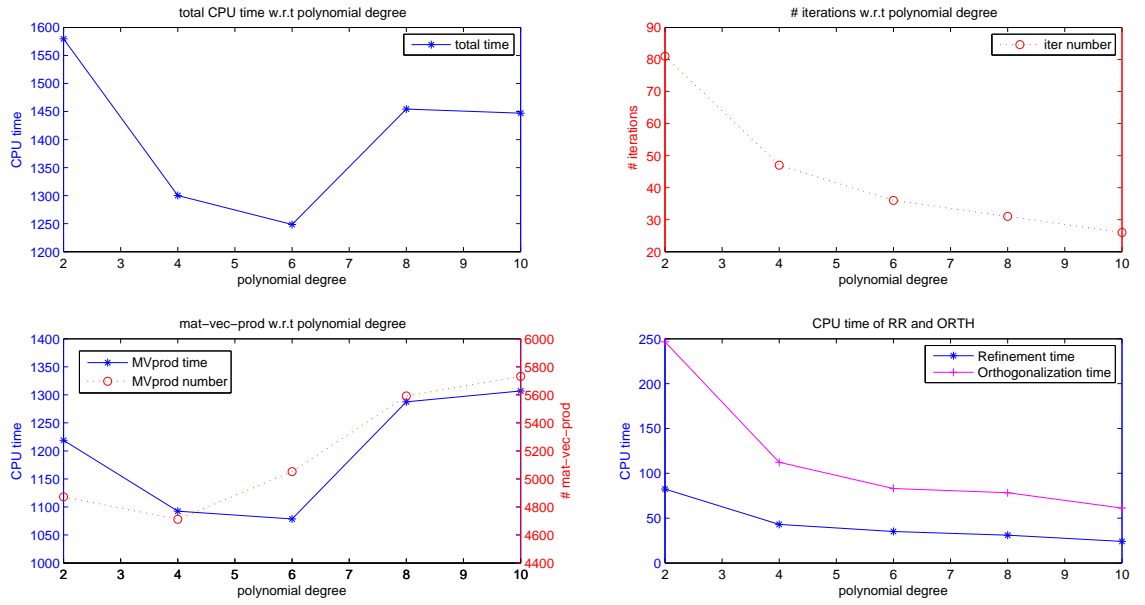 total CPU time w.r.t polynomial degree
1600
1550
1500
1450
1400
1350
1300
1250
1200
CPU time
total time
2 3 4 5 6 7 8 9 10
polynomial degree
# iterations w.r.t polynomial degree
90
80
70
60
50
40
30
20
# iterations
iter number
2 3 4 5 6 7 8 9 10
polynomial degree
mat-vec-prod w.r.t polynomial degree
1400
1350
1300
1250
1200
1150
1100
1050
1000
CPU time
MVprod time
MVprod number
6000
5800
5600
5400
5200
5000
4800
4600
4400
# mat-vec-prod
2 3 4 5 6 7 8 9 10
polynomial degree
CPU time of RR and ORTH
250
200
150
100
50
0
CPU time
Refinement time
Orthogonalization time
2 3 4 5 6 7 8 9 10
polynomial degree